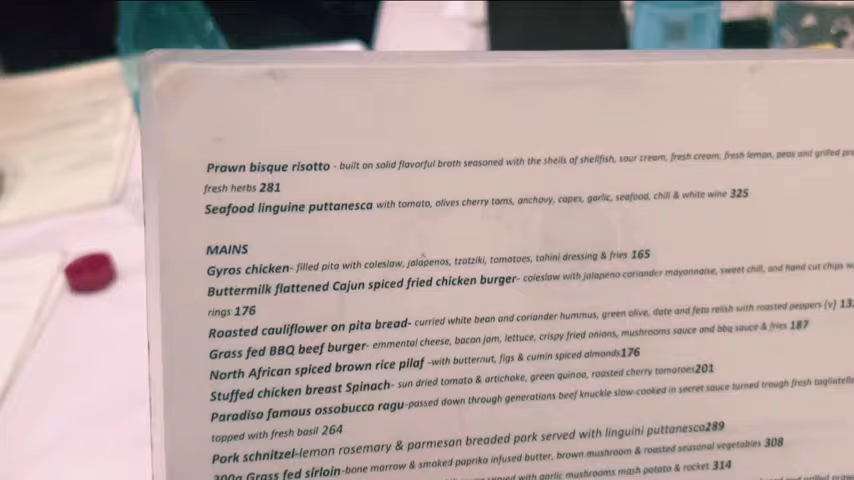 Prawn bisque risotto - built on solid flavorful broth seasoned with the shells of shellfish, sour cream, fresh cream, fresh lemon, peas and grilled
fresh herbs 281
Seafood linguine puttanesca with tomato, olives cherry toms, anchovy, capes, garlic, seafood, chili & white wine 325
MAINS
Gyros chicken- filled pita with coleslaw, jalapenos, tzatziki, tomatoes, tahini dressing & fries 165
Buttermilk flattened Cajun spiced fried chicken burger- coleslaw with jalapeno coriander mayonnaise, sweet chili, and hand cut chips
rings 176
Roasted cauliflower on pita bread- curried white bean and coriander hummus, green olive, date and feta relish with roasted peppers (v)
Grass fed BBQ beef burger- emmental cheese, bacon jam, lettuce, crispy fried onions, mushrooms sauce and bbq sauce & fries 187
North African spiced brown rice pilaf -with butternut, figs & cumin spiced almonds176
Stuffed chicken breast Spinach- sun dried tomato & artichoke, green quinoa, roasted cherry tomatoes201
Paradiso famous ossobucco ragu-passed down through generations beef knuckle slow-cooked in secret sauce turned trough fresh tagliatelle
topped with fresh basil 264
Pork schnitzel-lemon rosemary & parmesan breaded pork served with linguini puttanesca289
300g Grass fed sirloin-bone marrow & smoked paprika infused butter, brown mushroom & roasted seasonal vegetables 308
with garlic mushrooms mash potato & rocket 314